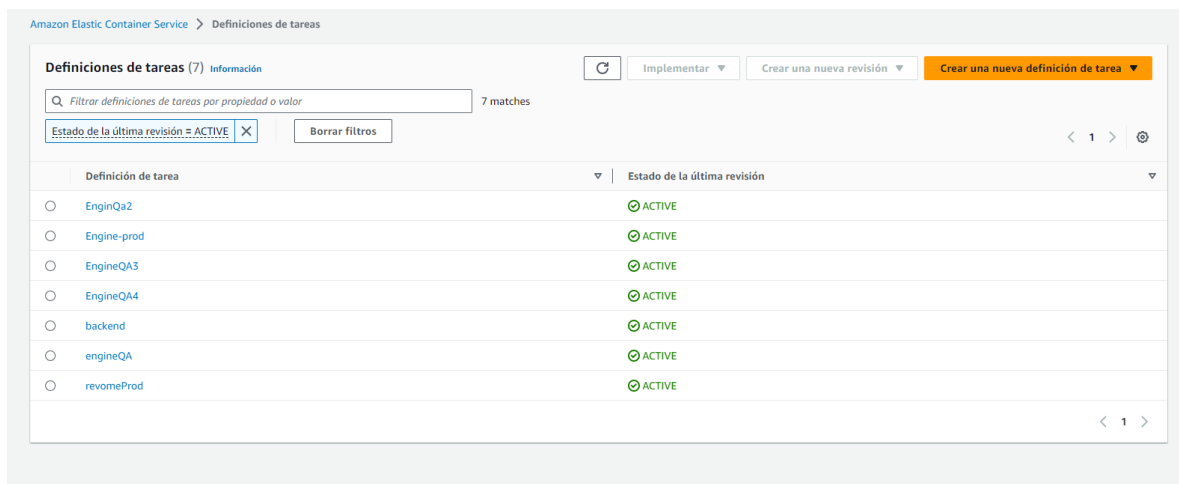 Amazon Elastic Container Service > Definiciones de tareas
Definiciones de tareas (7) Información
Implementar
Crear una nueva revisión
Crear una nueva definición de tarea
Filtrar definiciones de tareas por propiedad o valor
7 matches
Estado de la última revisión = ACTIVE
Borrar filtros
1
Definición de tarea
Estado de la última revisión
EnginQa2 ACTIVE
Engine-prod ACTIVE
EngineQA3 ACTIVE
EngineQA4 ACTIVE
backend ACTIVE
engineQA ACTIVE
revomeProd ACTIVE
1